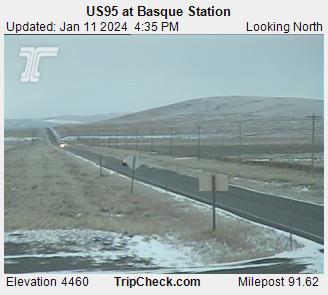 US95 at Basque Station
Updated: Jan 11 2024 4:35 PM Looking North
Elevation 4460 TripCheck.com Milepost 91.62